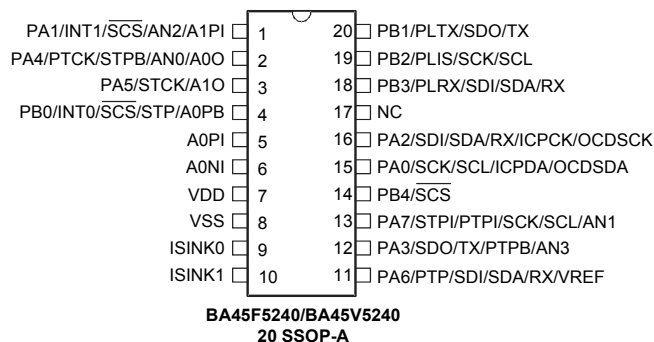 PA1/INT1/SCS/AN2/A1PI 1 20 PB1/PLTX/SDO/TX
PA4/PTCK/STPB/AN0/A0O 2 19 PB2/PLIS/SCK/SCL
PA5/STCK/A1O 3 18 PB3/PLRX/SDI/SDA/RX
PB0/INT0/SCS/STP/A0PB 4 17 NC
A0PI 5 16 PA2/SDI/SDA/RX/ICPCK/OCDSCK
A0NI 6 15 PA0/SCK/SCL/ICPDA/OCDSDA
VDD 7 14 PB4/SCS
VSS 8 13 PA7/STPI/PTPI/SCK/SCL/AN1
ISINK0 9 12 PA3/SDO/TX/PTPB/AN3
ISINK1 10 11 PA6/PTP/SDI/SDA/RX/VREF
BA45F5240/BA45V5240
20 SSOP-A